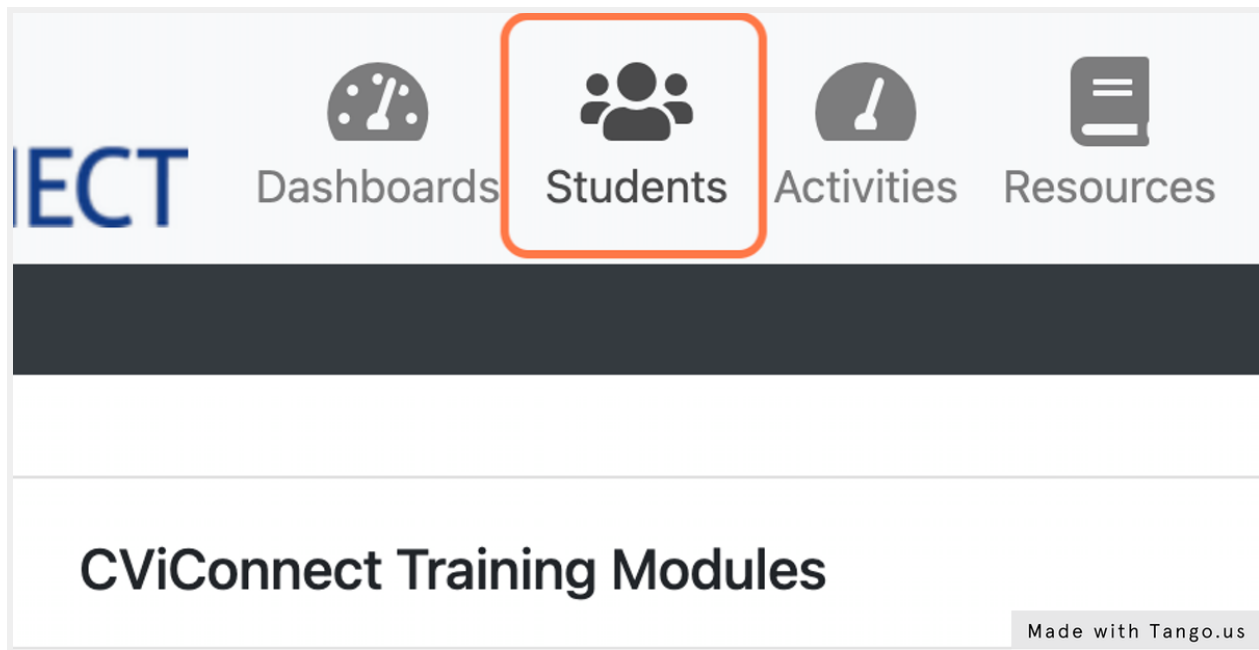 ECT
Dashboards Students Activities Resources
CViConnect Training Modules
Made with Tango.us